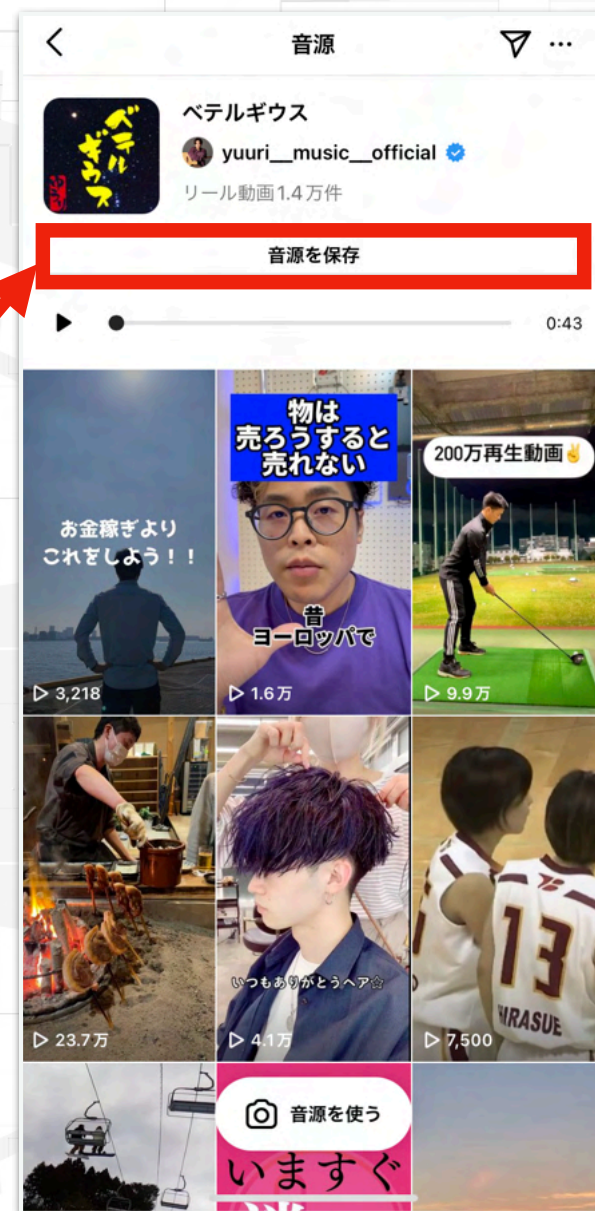 音源
ベテルギウス
ベテル
ギウス
ゆうり
yuuri__music__official
リール動画1.4万件
音源を保存
0:43
お金稼ぎより
これをしよう！！
3,218
物は
売ろうすると
売れない
昔
ヨーロッパで
1.6万
200万再生動画✌
9.9万
23.7万
いつもありがとうヘア☆
4.1万
13
HIRASUE
7,500
音源を使う
いますぐ